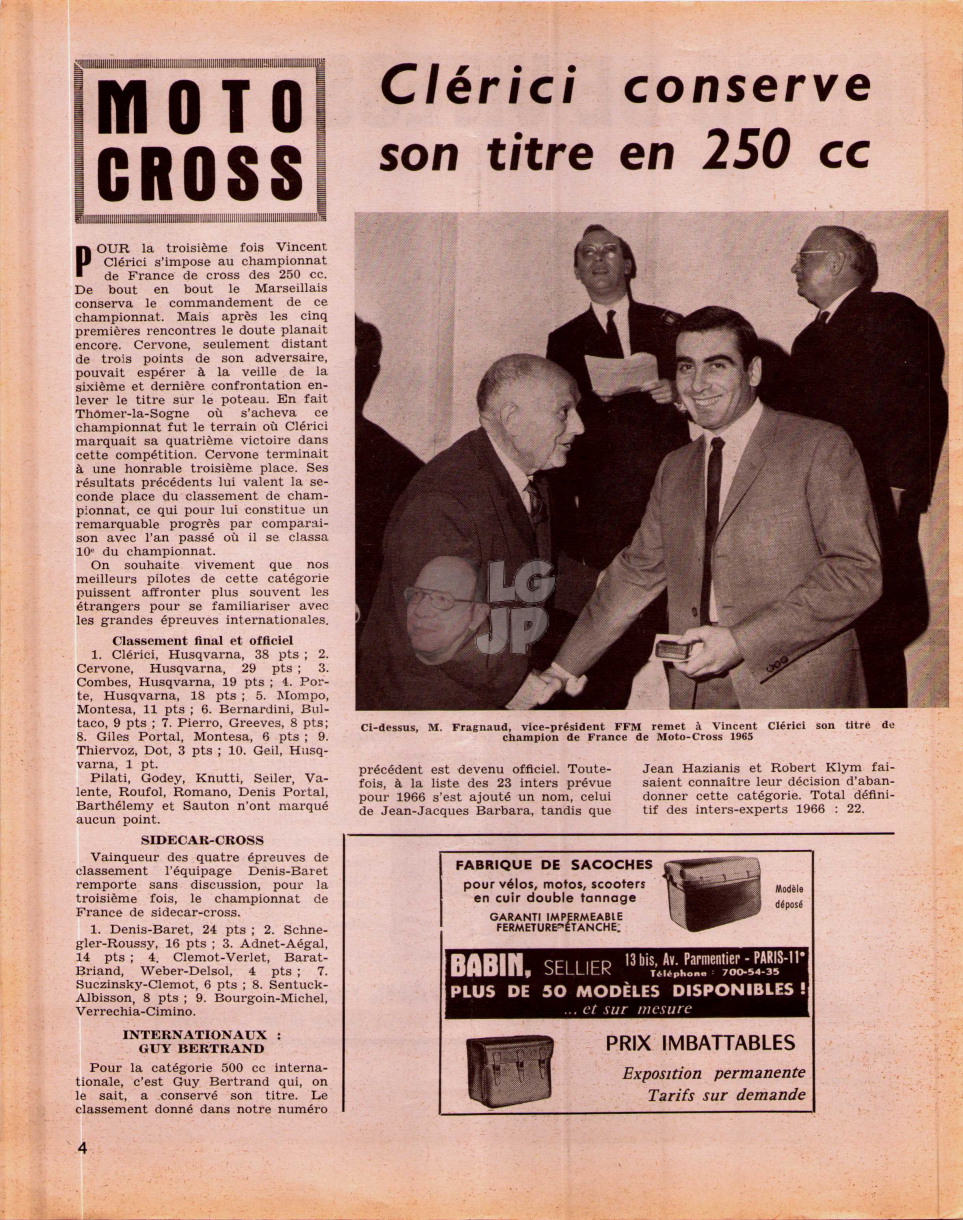 MOTO
CROSS
Clérici conserve
son titre en 250 cc
POUR la troisième fois Vincent
Clérici s'impose au championnat
de France de cross des 250 cc.
De bout en bout le Marseillais
conserva le commandement de ce
championnat. Mais après les cinq
premières rencontres le doute planait
encore. Cervone, seulement distant
de trois points de son adversaire,
pouvait espérer à la veille de la
sixième et dernière confrontation en-
lever le titre sur le poteau. En fait
Thomer-la-Sogne où s'acheva ce
championnat fut le terrain où Clérici
marquait sa quatrième victoire dans
cette compétition. Cervone terminait
à une honrable troisième place. Ses
résultats précédents lui valent la se-
conde place du classement de cham-
pionnat, ce qui pour lui constitue un
remarquable progrès par comparai-
son avec l'an passé où il se classa
10e du championnat.
On souhaite vivement que nos
meilleurs pilotes de cette catégorie
puissent affronter plus souvent les
étrangers pour se familiariser avec
les grandes épreuves internationales.
Classement final et officiel
1. Clérici, Husqvarna, 38 pts ; 2.
Cervone, Husqvarna, 29 pts ; 3.
Combes, Husqvarna, 19 pts ; 4. Por-
te, Husqvarna, 18 pts ; 5. Mompo,
Montesa, 11 pts ; 6. Bernardini, Bul-
taco, 9 pts ; 7. Pierro, Greeves, 8 pts;
8. Giles Portal, Montesa, 6 pts ; 9.
Thiervoz, Dot, 3 pts ; 10. Geil, Husq-
varna, 1 pt.
Pilati, Godey, Knutti, Seiler, Va-
lente, Roufol, Romano, Denis Portal,
Barthélemy et Sauton n'ont marqué
aucun point.
SIDECAR-CROSS
Vainqueur des quatre épreuves de
classement l'équipage Denis-Baret
remporte sans discussion, pour la
troisième fois, le championnat de
France de sidecar-cross.
1. Denis-Baret, 24 pts ; 2. Schne-
gler-Roussy, 16 pts ; 3. Adnet-Aégal,
14 pts ; 4. Clemot-Verlet, Barat-
Briand, Weber-Delsol, 4 pts ; 7.
Suczinsky-Clemot, 6 pts ; 8. Sentuck-
Albisson, 8 pts ; 9. Bourgoin-Michel,
Verrechia-Cimino.
INTERNATIONAUX :
GUY BERTRAND
Pour la catégorie 500 cc interna-
tionale, c'est Guy Bertrand qui, on
le sait, a conservé son titre. Le
classement donné dans notre numéro
LG
JP
Ci-dessus, M. Fragnaud, vice-président FFM remet à Vincent Clérici son titre de
champion de France de Moto-Cross 1965
précédent est devenu officiel. Toute-
fois, à la liste des 23 inters prévue
pour 1966 s'est ajouté un nom, celui
de Jean-Jacques Barbara, tandis que
Jean Hazianis et Robert Klym fai-
saient connaître leur décision d'aban-
donner cette catégorie. Total défini-
tif des inters-experts 1966 : 22.
FABRIQUE DE SACOCHES
pour vélos, motos, scooters
en cuir double tannage
GARANTI IMPERMEABLE
FERMETURE ÉTANCHE
Modèle
déposé
BABIN, SELLIER 13 bis, Av. Parmentier - PARIS-11e
Téléphone : 700-54-35
PLUS DE 50 MODÈLES DISPONIBLES !
... et sur mesure
PRIX IMBATTABLES
Exposition permanente
Tarifs sur demande
4